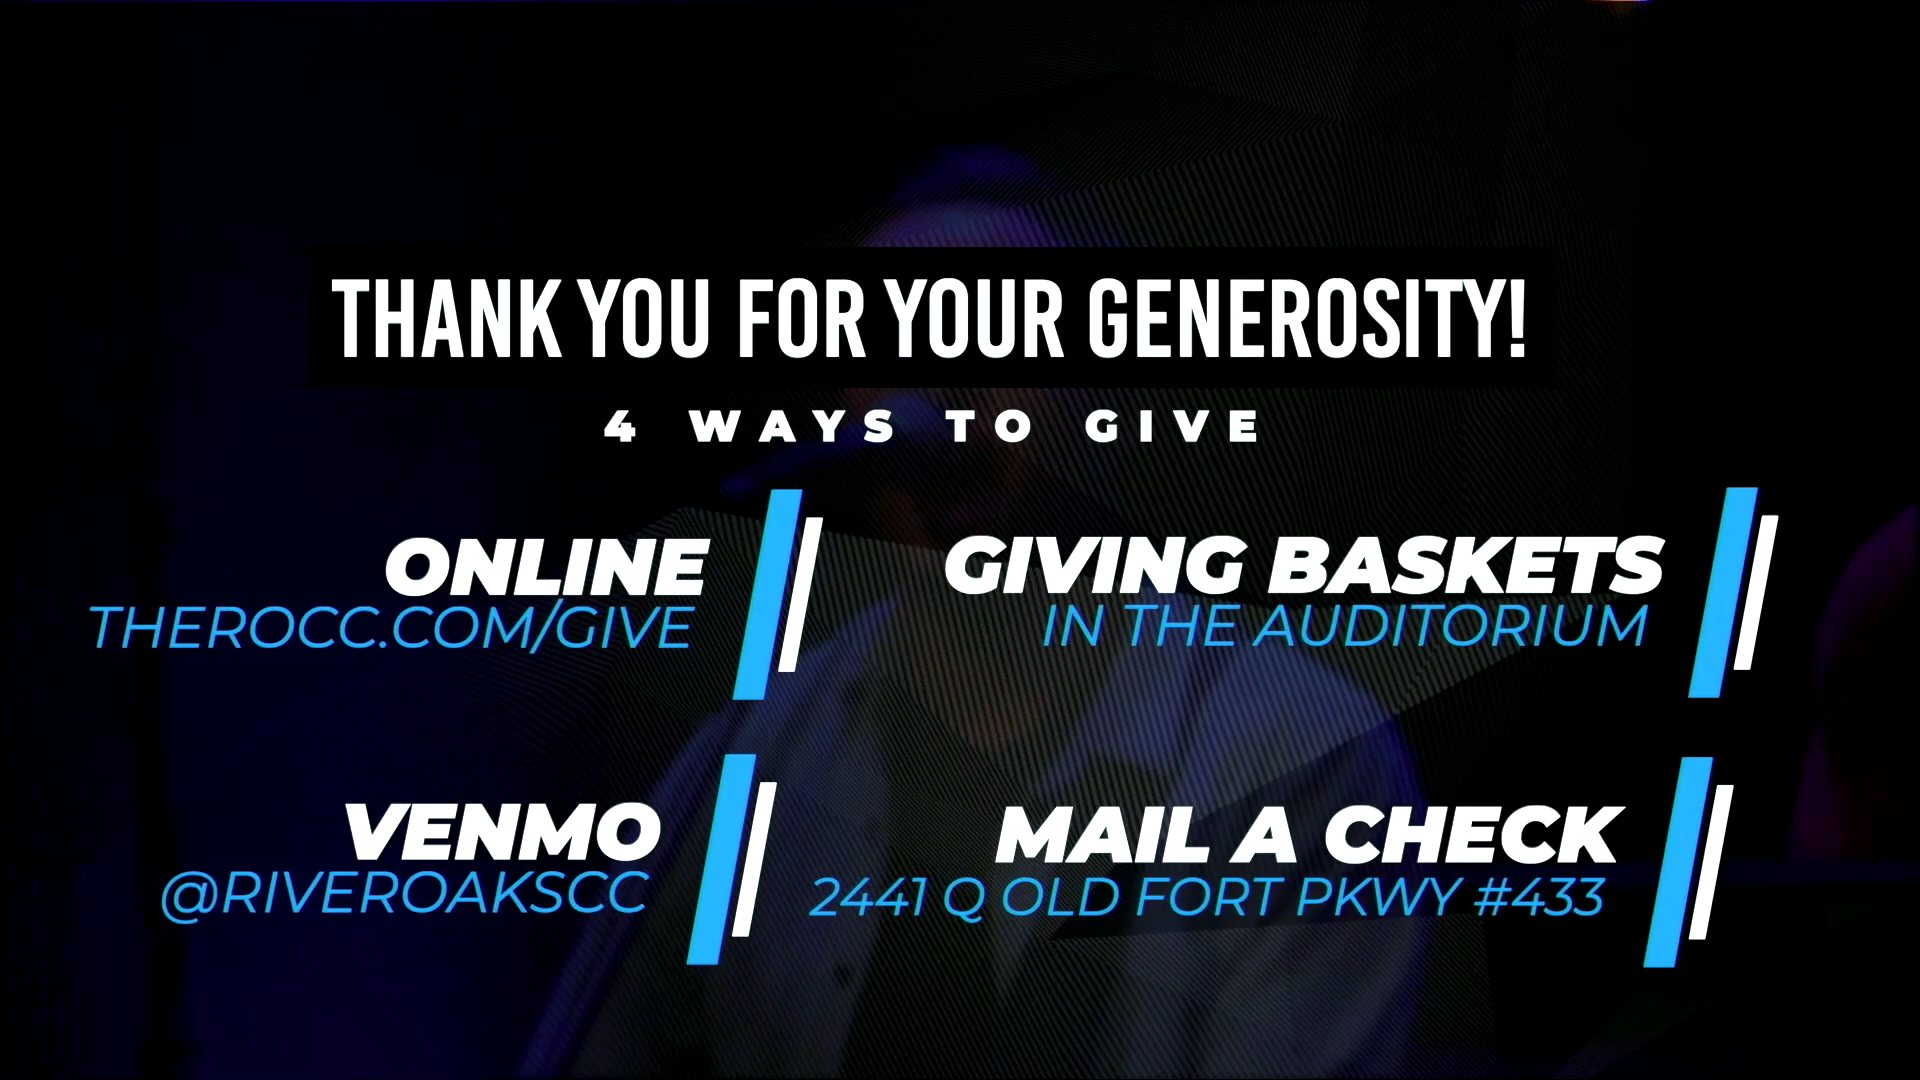 THANK YOU FOR YOUR GENEROSITY!
4 WAYS TO GIVE
ONLINE
THEROCC.COM/GIVE
GIVING BASKETS
IN THE AUDITORIUM
VENMO
@RIVEROAKSCC
MAIL A CHECK
2441 Q OLD FORT PKWY #433